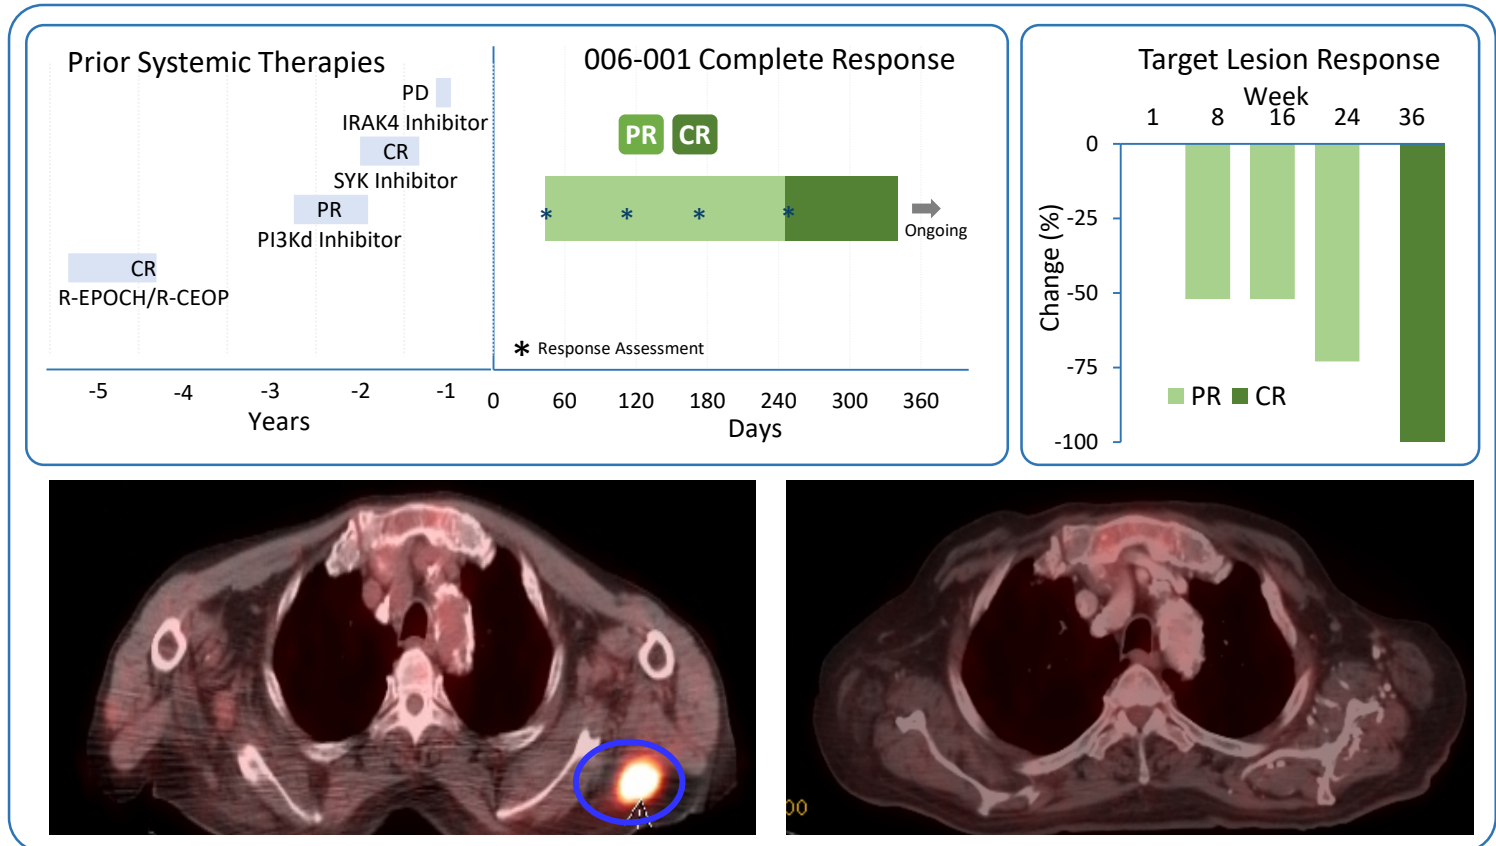 Prior Systemic Therapies
PD
IRAK4 Inhibitor
CR
SYK Inhibitor
PR
PI3Kd Inhibitor
CR
R-EPOCH/R-CEOP
-5 -4 -3 -2 -1
Years
006-001 Complete Response
PR CR
* * * *
Ongoing
* Response Assessment
0 60 120 180 240 300 360
Days
Target Lesion Response
Week
1 8 16 24 36
0
-25
-50
-75
-100
Change (%)
PR CR
00